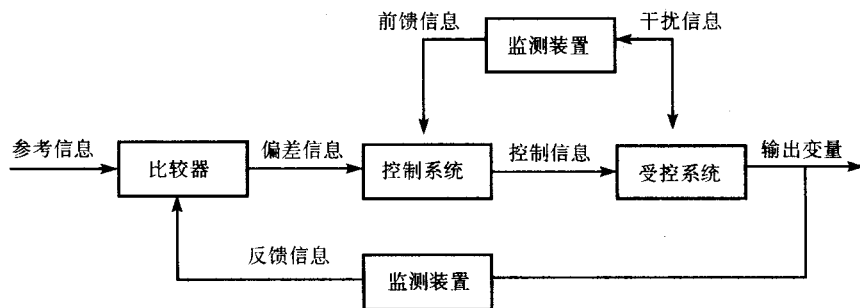 前馈信息
监测装置
干扰信息
参考信息
比较器
偏差信息
控制系统
控制信息
受控系统
输出变量
反馈信息
监测装置